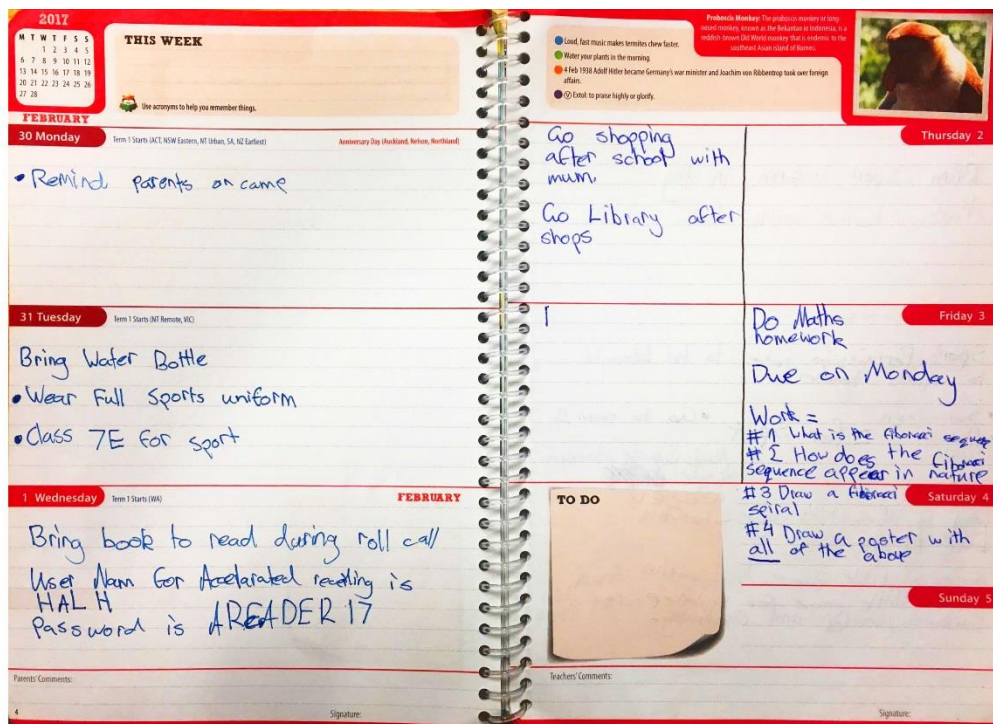 2017
M T W T F S S
1 2 3 4 5
6 7 8 9 10 11 12
13 14 15 16 17 18 19
20 21 22 23 24 25 26
27 28
FEBRUARY
THIS WEEK
Use acronyms to help you remember things.
30 Monday
Term 1 Starts (ACT, NSW Eastern, NT Urban, SA, NZ Earliest)
Anniversary Day (Auckland, Nelson, Northland)
• Remind parents on came
31 Tuesday
Term 1 Starts (NT Remote, VIC)
Bring Water Bottle
• Wear Full Sports uniform
• Class 7E for sport
1 Wednesday
Term 1 Starts (WA)
FEBRUARY
Bring book to read during roll call
User Nam for Accelarated reading is
HAL H
Password is AREADER 17
Parents' Comments:
4
Signature:
Loud, fast music makes termites chew faster.
Water your plants in the morning.
4 Feb 1938 Adolf Hitler became Germany's war minister and Joachim von Ribbentrop took over foreign
affairs.
Extol: to praise highly or glorify.
Proboscis Monkey: The proboscis monkey or long-
nosed monkey, known as the Bekantan in Indonesia, is a
reddish-brown Old World monkey that is endemic to the
southeast Asian island of Borneo.
Thursday 2
Go shopping
after school with
mum.
Go Library after
shops
Friday 3
Do Maths
homework
Due on Monday
Work =
#1 What is the fibonacci
#2 How does the
sequence appear in nature
Saturday 4
#3 Draw a fibonacci
spiral
#4 Draw a poster with
all of the above
TO DO
Sunday 5
Teachers' Comments:
Signature: